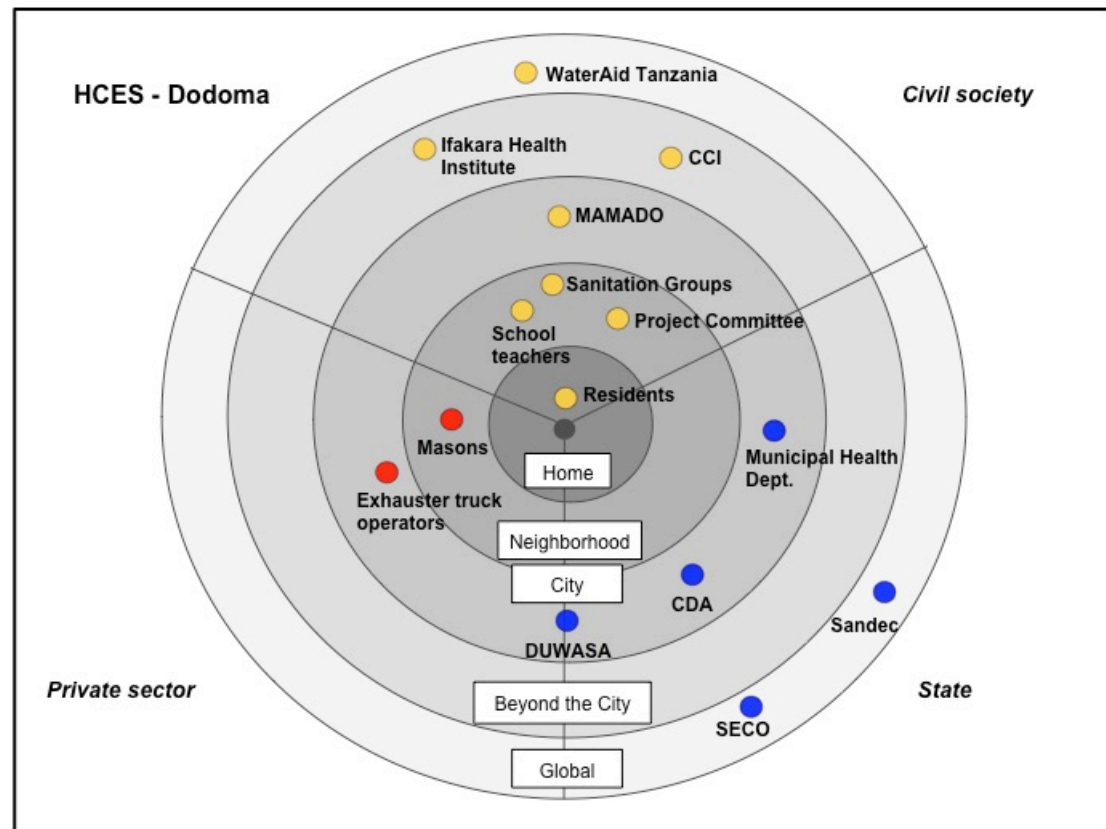 WaterAid Tanzania
HCES - Dodoma
Civil society
Ifakara Health
Institute
CCI
MAMADO
Sanitation Groups
Project Committee
School
teachers
Residents
Masons
Municipal Health
Dept.
Home
Exhauster truck
operators
Neighborhood
City
CDA
Sandec
DUWASA
Private sector
State
Beyond the City
SECO
Global